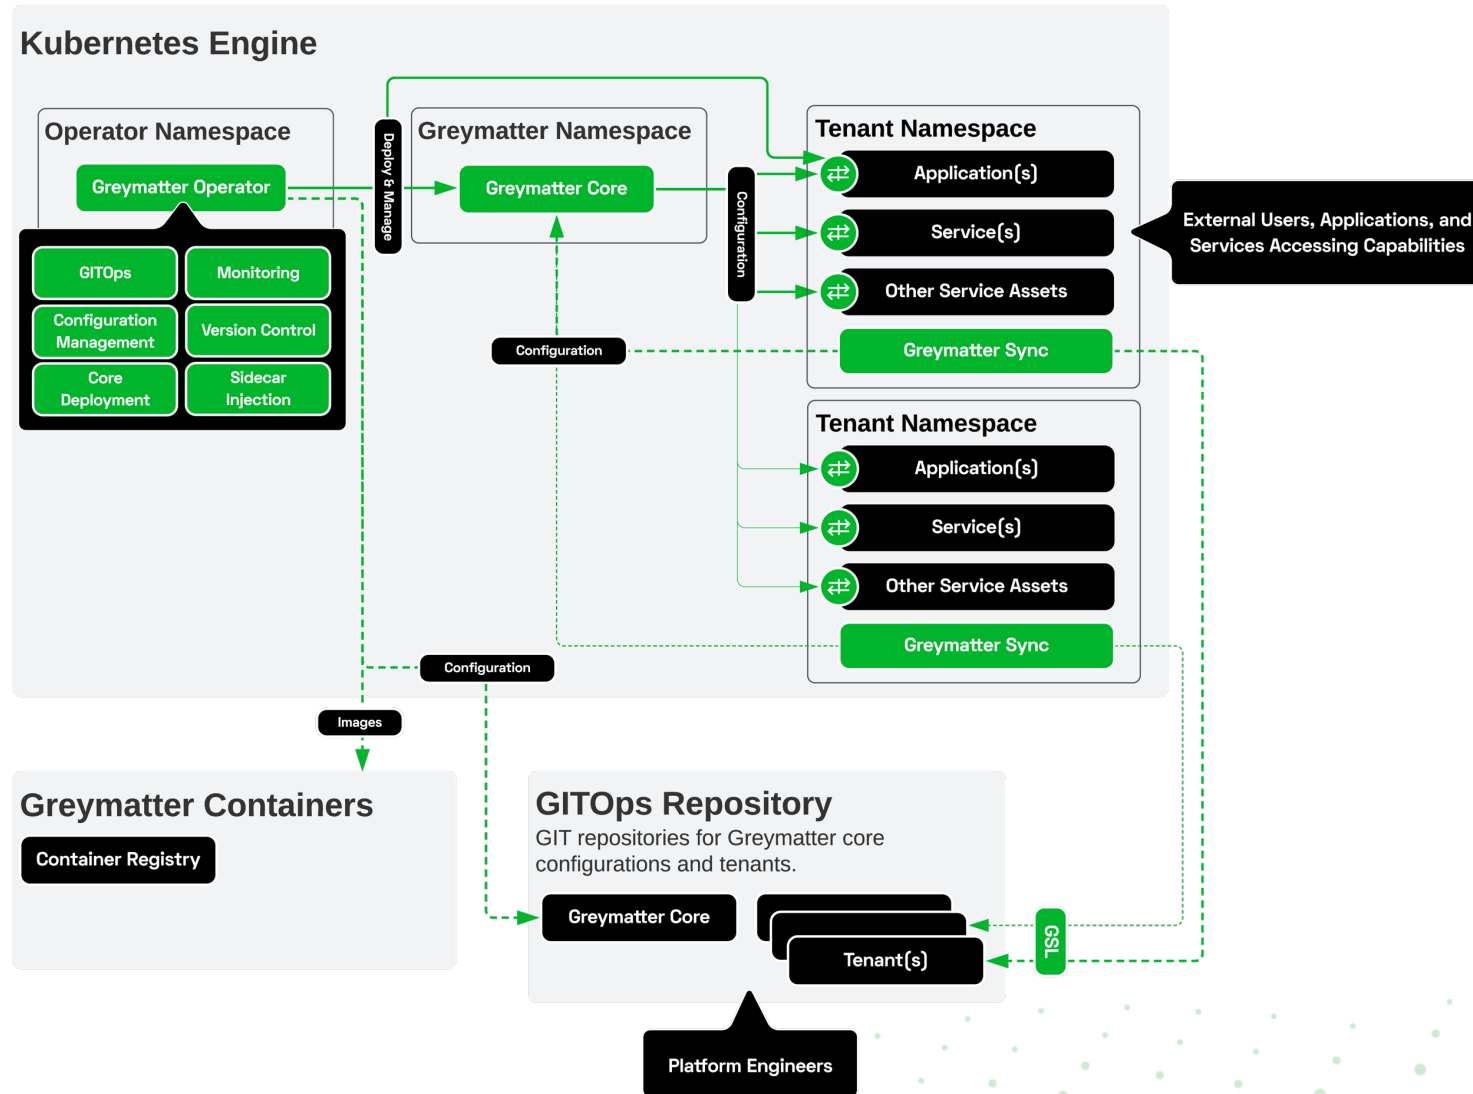 Kubernetes Engine
Operator Namespace
Greymatter Operator
GITOps
Monitoring
Configuration
Management
Version Control
Core
Deployment
Sidecar
Injection
Deploy & Manage
Greymatter Namespace
Greymatter Core
Configuration
Configuration
Tenant Namespace
Application(s)
Service(s)
Other Service Assets
Greymatter Sync
External Users, Applications, and
Services Accessing Capabilities
Tenant Namespace
Application(s)
Service(s)
Other Service Assets
Greymatter Sync
Configuration
Images
Greymatter Containers
Container Registry
GITOps Repository
GIT repositories for Greymatter core
configurations and tenants.
Greymatter Core
Tenant(s)
GSL
Platform Engineers